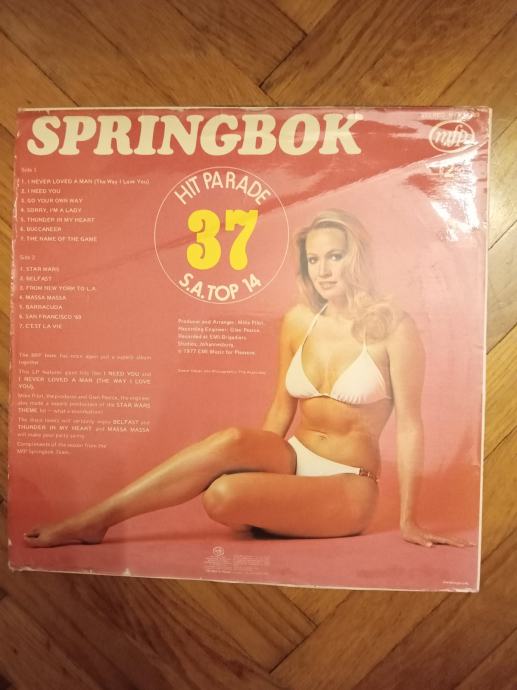 SPRINGBOK
mfp
HIT PARADE
37
S.A. TOP 14
Side 1
1. I NEVER LOVED A MAN (The Way I Love You)
2. I NEED YOU
3. GO YOUR OWN WAY
4. SORRY, I'M A LADY
5. THUNDER IN MY HEART
6. BUCCANEER
7. THE NAME OF THE GAME
Side 2
1. STAR WARS
2. BELFAST
3. FROM NEW YORK TO L.A.
4. MASSA MASSA
5. BARRACUDA
6. SAN FRANCISCO '69
7. C'EST LA VIE
Producer and Arranger: Mike Pilot.
Recording Engineer: Glen Pearce.
Recorded at EMI-Brigadiers
Studios, Johannesburg.
℗ 1977 EMI Music for Pleasure.
The MFP team has once again put a superb album
together.
This LP features giant hits like I NEED YOU and
I NEVER LOVED A MAN (THE WAY I LOVE
YOU).
Mike Pilot, the producer and Glen Pearce, the engineer
also made a superb production of the STAR WARS
THEME
The disco lovers will certainly enjoy BELFAST and
THUNDER IN MY HEART and MASSA MASSA
will make your party swing.
Compliments of the season from the
MFP Springbok Team.